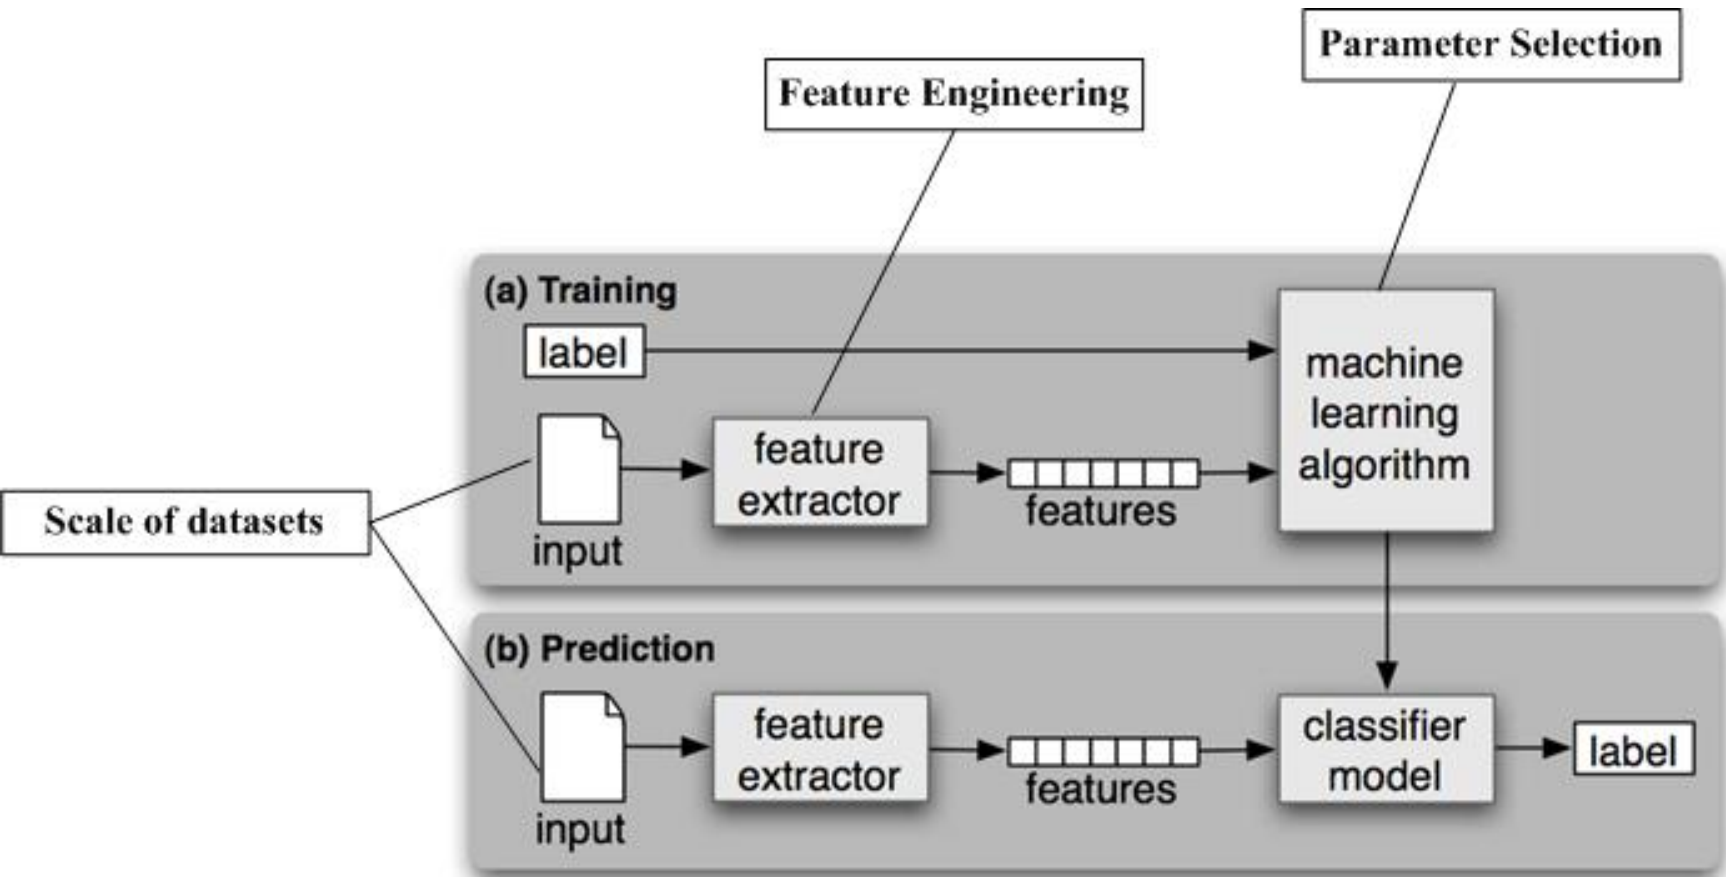 Parameter Selection
Feature Engineering
(a) Training
label
machine
learning
algorithm
feature
extractor
features
input
Scale of datasets
(b) Prediction
feature
extractor
features
classifier
model
label
input